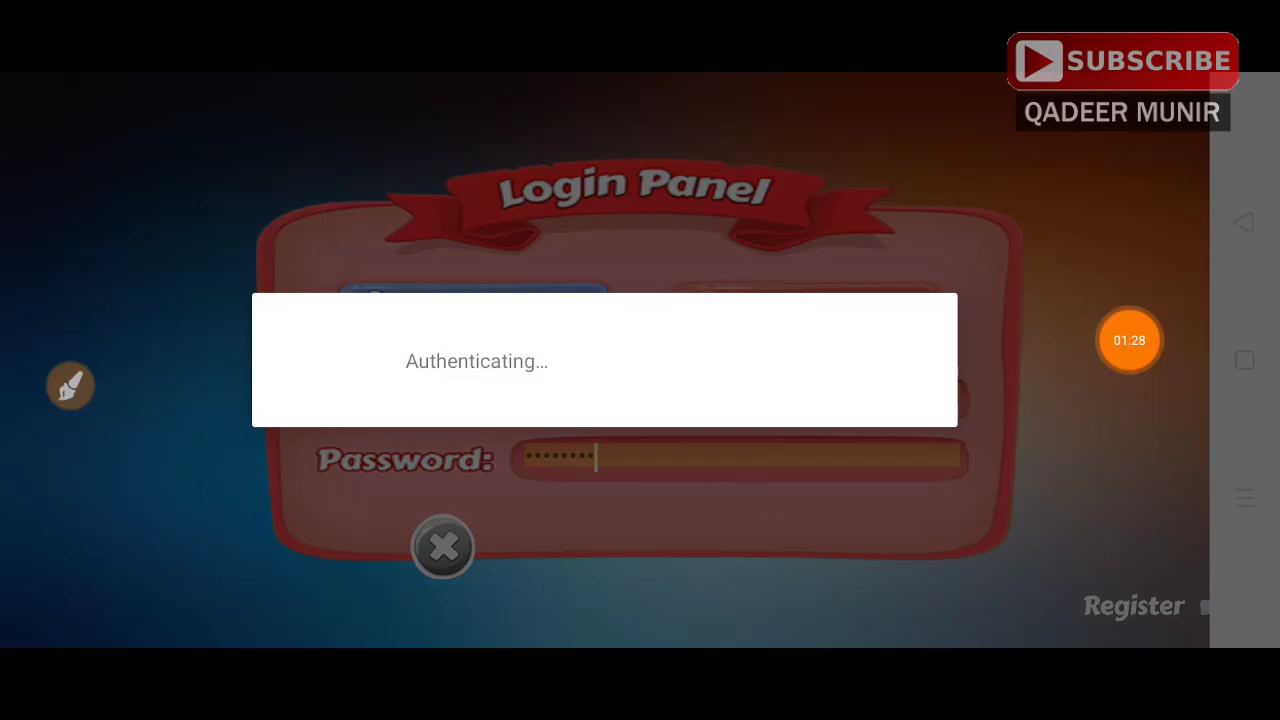 SUBSCRIBE
QADEER MUNIR
Login Panel
Authenticating...
01:28
Password:
Register